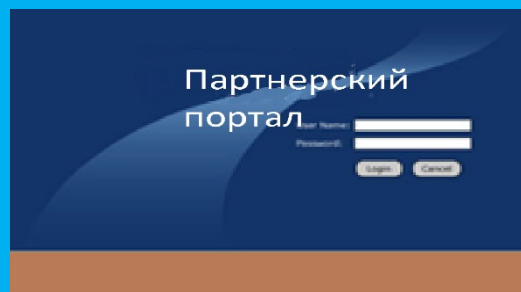 Партнерский
портал
User Name:
Password:
Login
Cancel